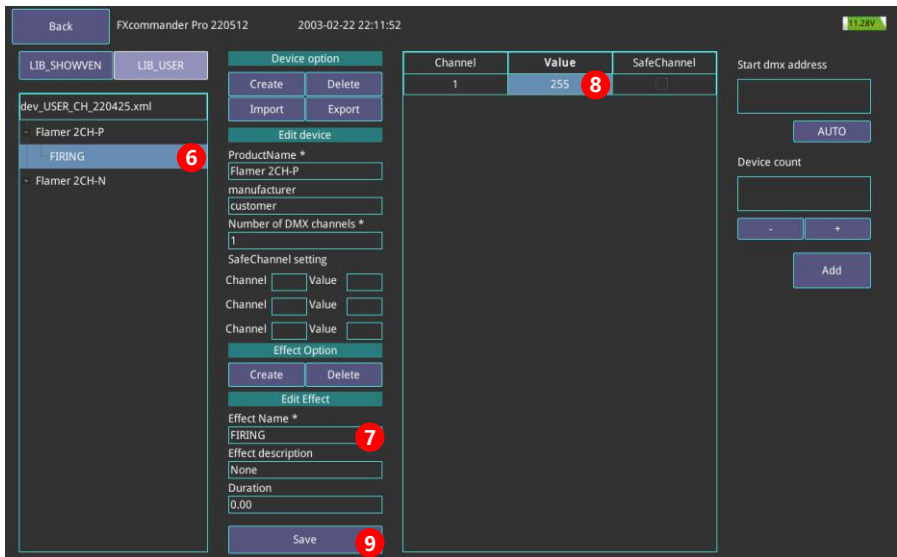 Back
FXcommander Pro 220512
2003-02-22 22:11:52
11.28V
LIB_SHOWVEN
LIB_USER
dev_USER_CH_220425.xml
Flamer 2CH-P
FIRING
6
Flamer 2CH-N
Device option
Create
Delete
Import
Export
Edit device
ProductName *
Flamer 2CH-P
manufacturer
customer
Number of DMX channels *
1
SafeChannel setting
Channel Value
Channel Value
Channel Value
Effect Option
Create
Delete
Edit Effect
Effect Name *
FIRING
7
Effect description
None
Duration
0.00
Save
9
Channel Value SafeChannel
1 255 8
Start dmx address
AUTO
Device count
- +
Add